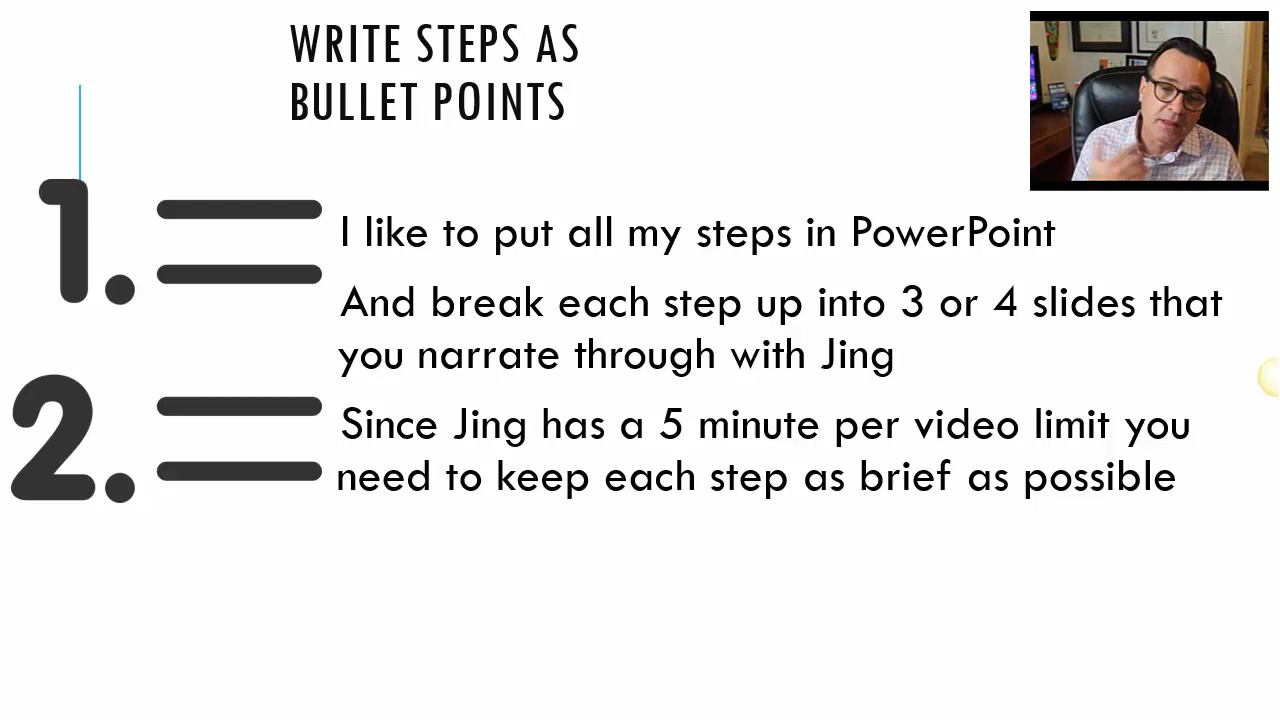 WRITE STEPS AS
BULLET POINTS
1.
I like to put all my steps in PowerPoint
And break each step up into 3 or 4 slides that
you narrate through with Jing
2.
Since Jing has a 5 minute per video limit you
need to keep each step as brief as possible